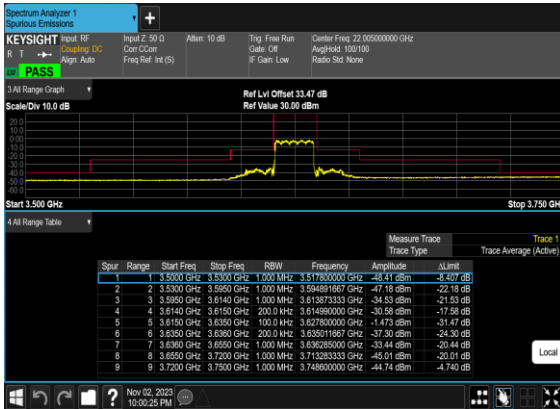 Spectrum Analyzer 1
Spurious Emissions
KEYSIGHT Input: RF Input Z: 50 Ω Atten: 10 dB Trig: Free Run Center Freq: 22.005000000 GHz
R T Coupling: DC Corr CCorr Gate: Off Avg|Hold: 100/100
Align: Auto Freq Ref: Int (S) IF Gain: Low Radio Std: None
PASS
3 All Range Graph
Ref Lvl Offset 33.47 dB
Scale/Div 10.0 dB Ref Value 30.00 dBm
20.0
10.0
0.00
-10.0
-20.0
-30.0
-40.0
-50.0
-60.0
Start 3.500 GHz Stop 3.750 GH
4 All Range Table
Measure Trace Trace 1
Trace Type Trace Average (Active)
Spur Range Start Freq Stop Freq RBW Frequency Amplitude ΔLimit
1 1 3.5000 GHz 3.5300 GHz 1.000 MHz 3.517800000 GHz -48.41 dBm -8.407 dB
2 2 3.5300 GHz 3.5950 GHz 1.000 MHz 3.594891667 GHz -47.18 dBm -22.18 dB
3 3 3.5950 GHz 3.6140 GHz 1.000 MHz 3.613873333 GHz -34.53 dBm -21.53 dB
4 4 3.6140 GHz 3.6150 GHz 200.0 kHz 3.614990000 GHz -30.58 dBm -17.58 dB
5 5 3.6150 GHz 3.6350 GHz 100.0 kHz 3.627800000 GHz -1.473 dBm -31.47 dB
6 6 3.6350 GHz 3.6360 GHz 200.0 kHz 3.635011667 GHz -37.30 dBm -24.30 dB
7 7 3.6360 GHz 3.6550 GHz 1.000 MHz 3.636285000 GHz -33.44 dBm -20.44 dB
8 8 3.6550 GHz 3.7200 GHz 1.000 MHz 3.713283333 GHz -45.01 dBm -20.01 dB
9 9 3.7200 GHz 3.7500 GHz 1.000 MHz 3.748600000 GHz -44.74 dBm -4.740 dB
Local
Nov 02, 2023
10:00:25 PM